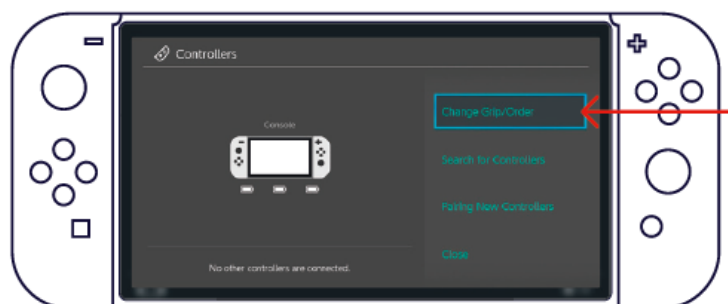 Controllers
Console
Change Grip/Order
Search for Controllers
Pairing New Controllers
Close
No other controllers are connected.